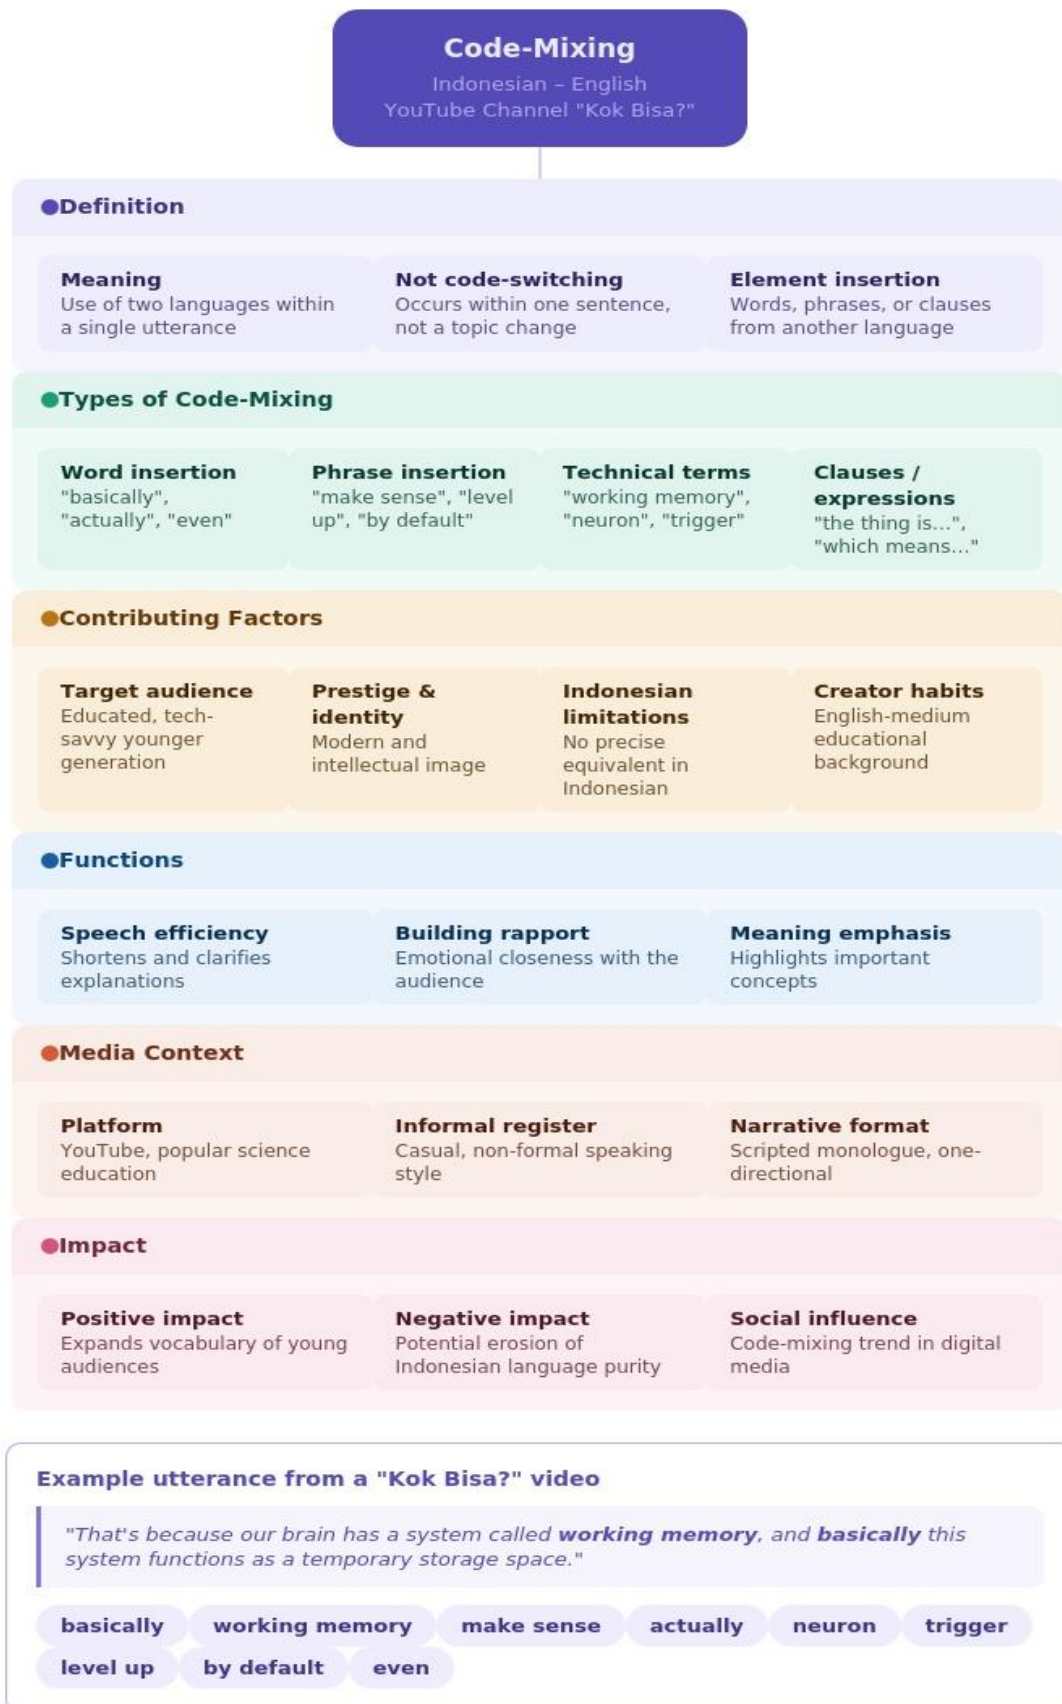 Code-Mixing
Indonesian – English
YouTube Channel "Kok Bisa?"
Definition
Meaning
Use of two languages within
a single utterance
Not code-switching
Occurs within one sentence,
not a topic change
Element insertion
Words, phrases, or clauses
from another language
Types of Code-Mixing
Word insertion
"basically",
"actually", "even"
Phrase insertion
"make sense", "level
up", "by default"
Technical terms
"working memory",
"neuron", "trigger"
Clauses /
expressions
"the thing is...",
"which means..."
Contributing Factors
Target audience
Educated, tech-
savvy younger
generation
Prestige &
identity
Modern and
intellectual image
Indonesian
limitations
No precise
equivalent in
Indonesian
Creator habits
English-medium
educational
background
Functions
Speech efficiency
Shortens and clarifies
explanations
Building rapport
Emotional closeness with the
audience
Meaning emphasis
Highlights important
concepts
Media Context
Platform
YouTube, popular science
education
Informal register
Casual, non-formal speaking
style
Narrative format
Scripted monologue, one-
directional
Impact
Positive impact
Expands vocabulary of young
audiences
Negative impact
Potential erosion of
Indonesian language purity
Social influence
Code-mixing trend in digital
media
Example utterance from a "Kok Bisa?" video
"That's because our brain has a system called working memory, and basically this
system functions as a temporary storage space."
basically working memory make sense actually neuron trigger
level up by default even